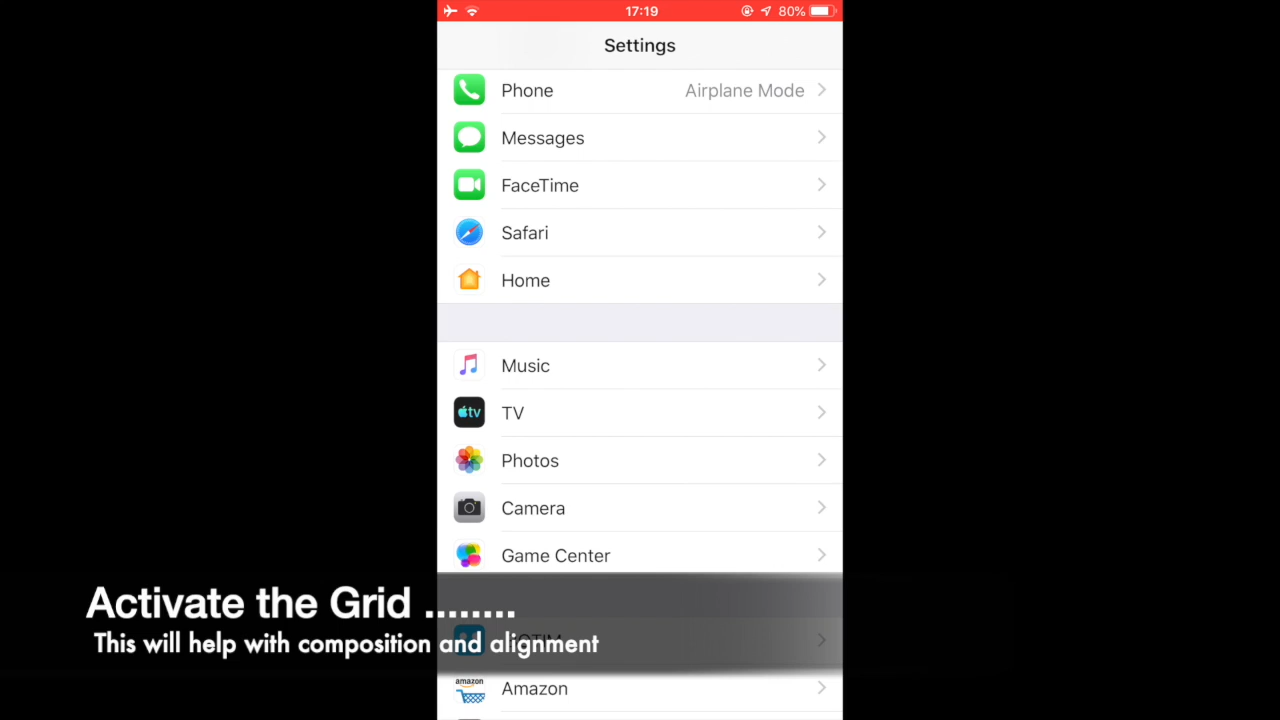 17:19
80%
Settings
Phone
Airplane Mode
Messages
FaceTime
Safari
Home
Music
tv
TV
Photos
Camera
Game Center
Activate the Grid ........
This will help with composition and alignment
amazon
Amazon